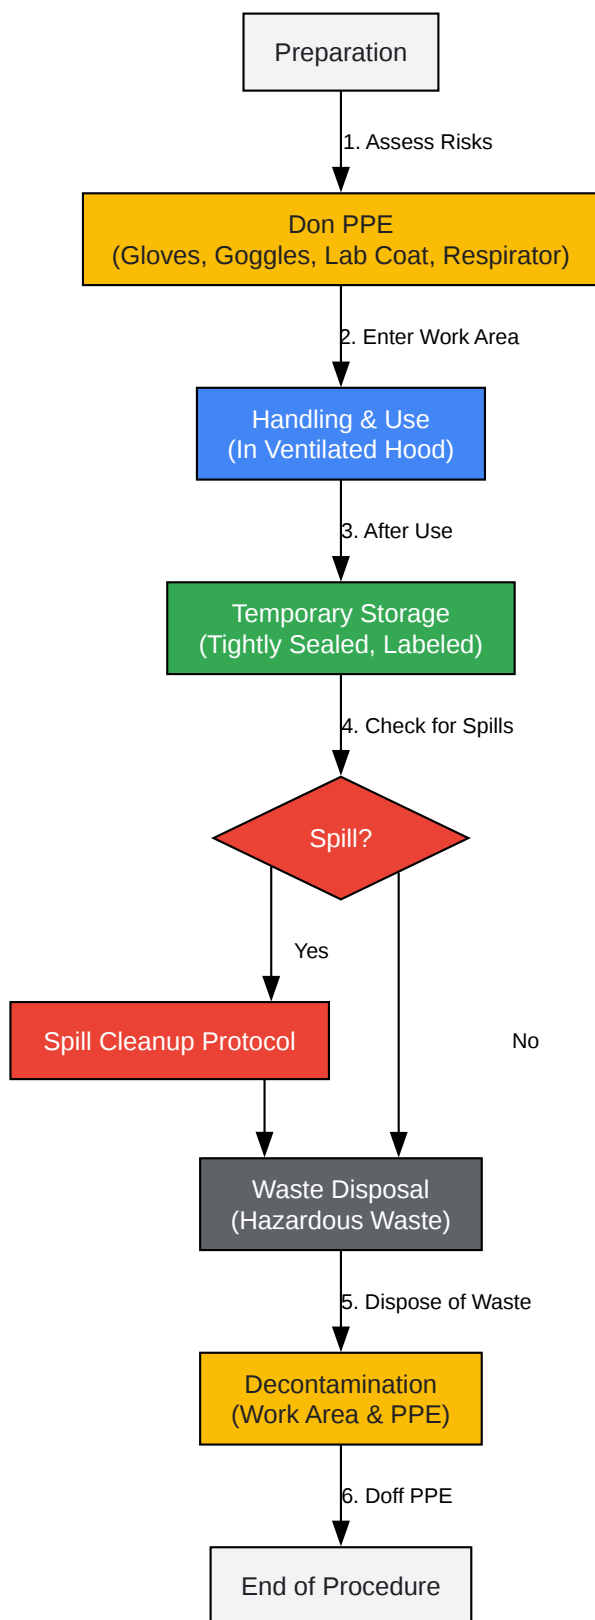 Preparation
1. Assess Risks
Don PPE
(Gloves, Goggles, Lab Coat, Respirator)
2. Enter Work Area
Handling & Use
(In Ventilated Hood)
3. After Use
Temporary Storage
(Tightly Sealed, Labeled)
4. Check for Spills
Spill?
Yes
Spill Cleanup Protocol
No
Waste Disposal
(Hazardous Waste)
5. Dispose of Waste
Decontamination
(Work Area & PPE)
6. Doff PPE
End of Procedure